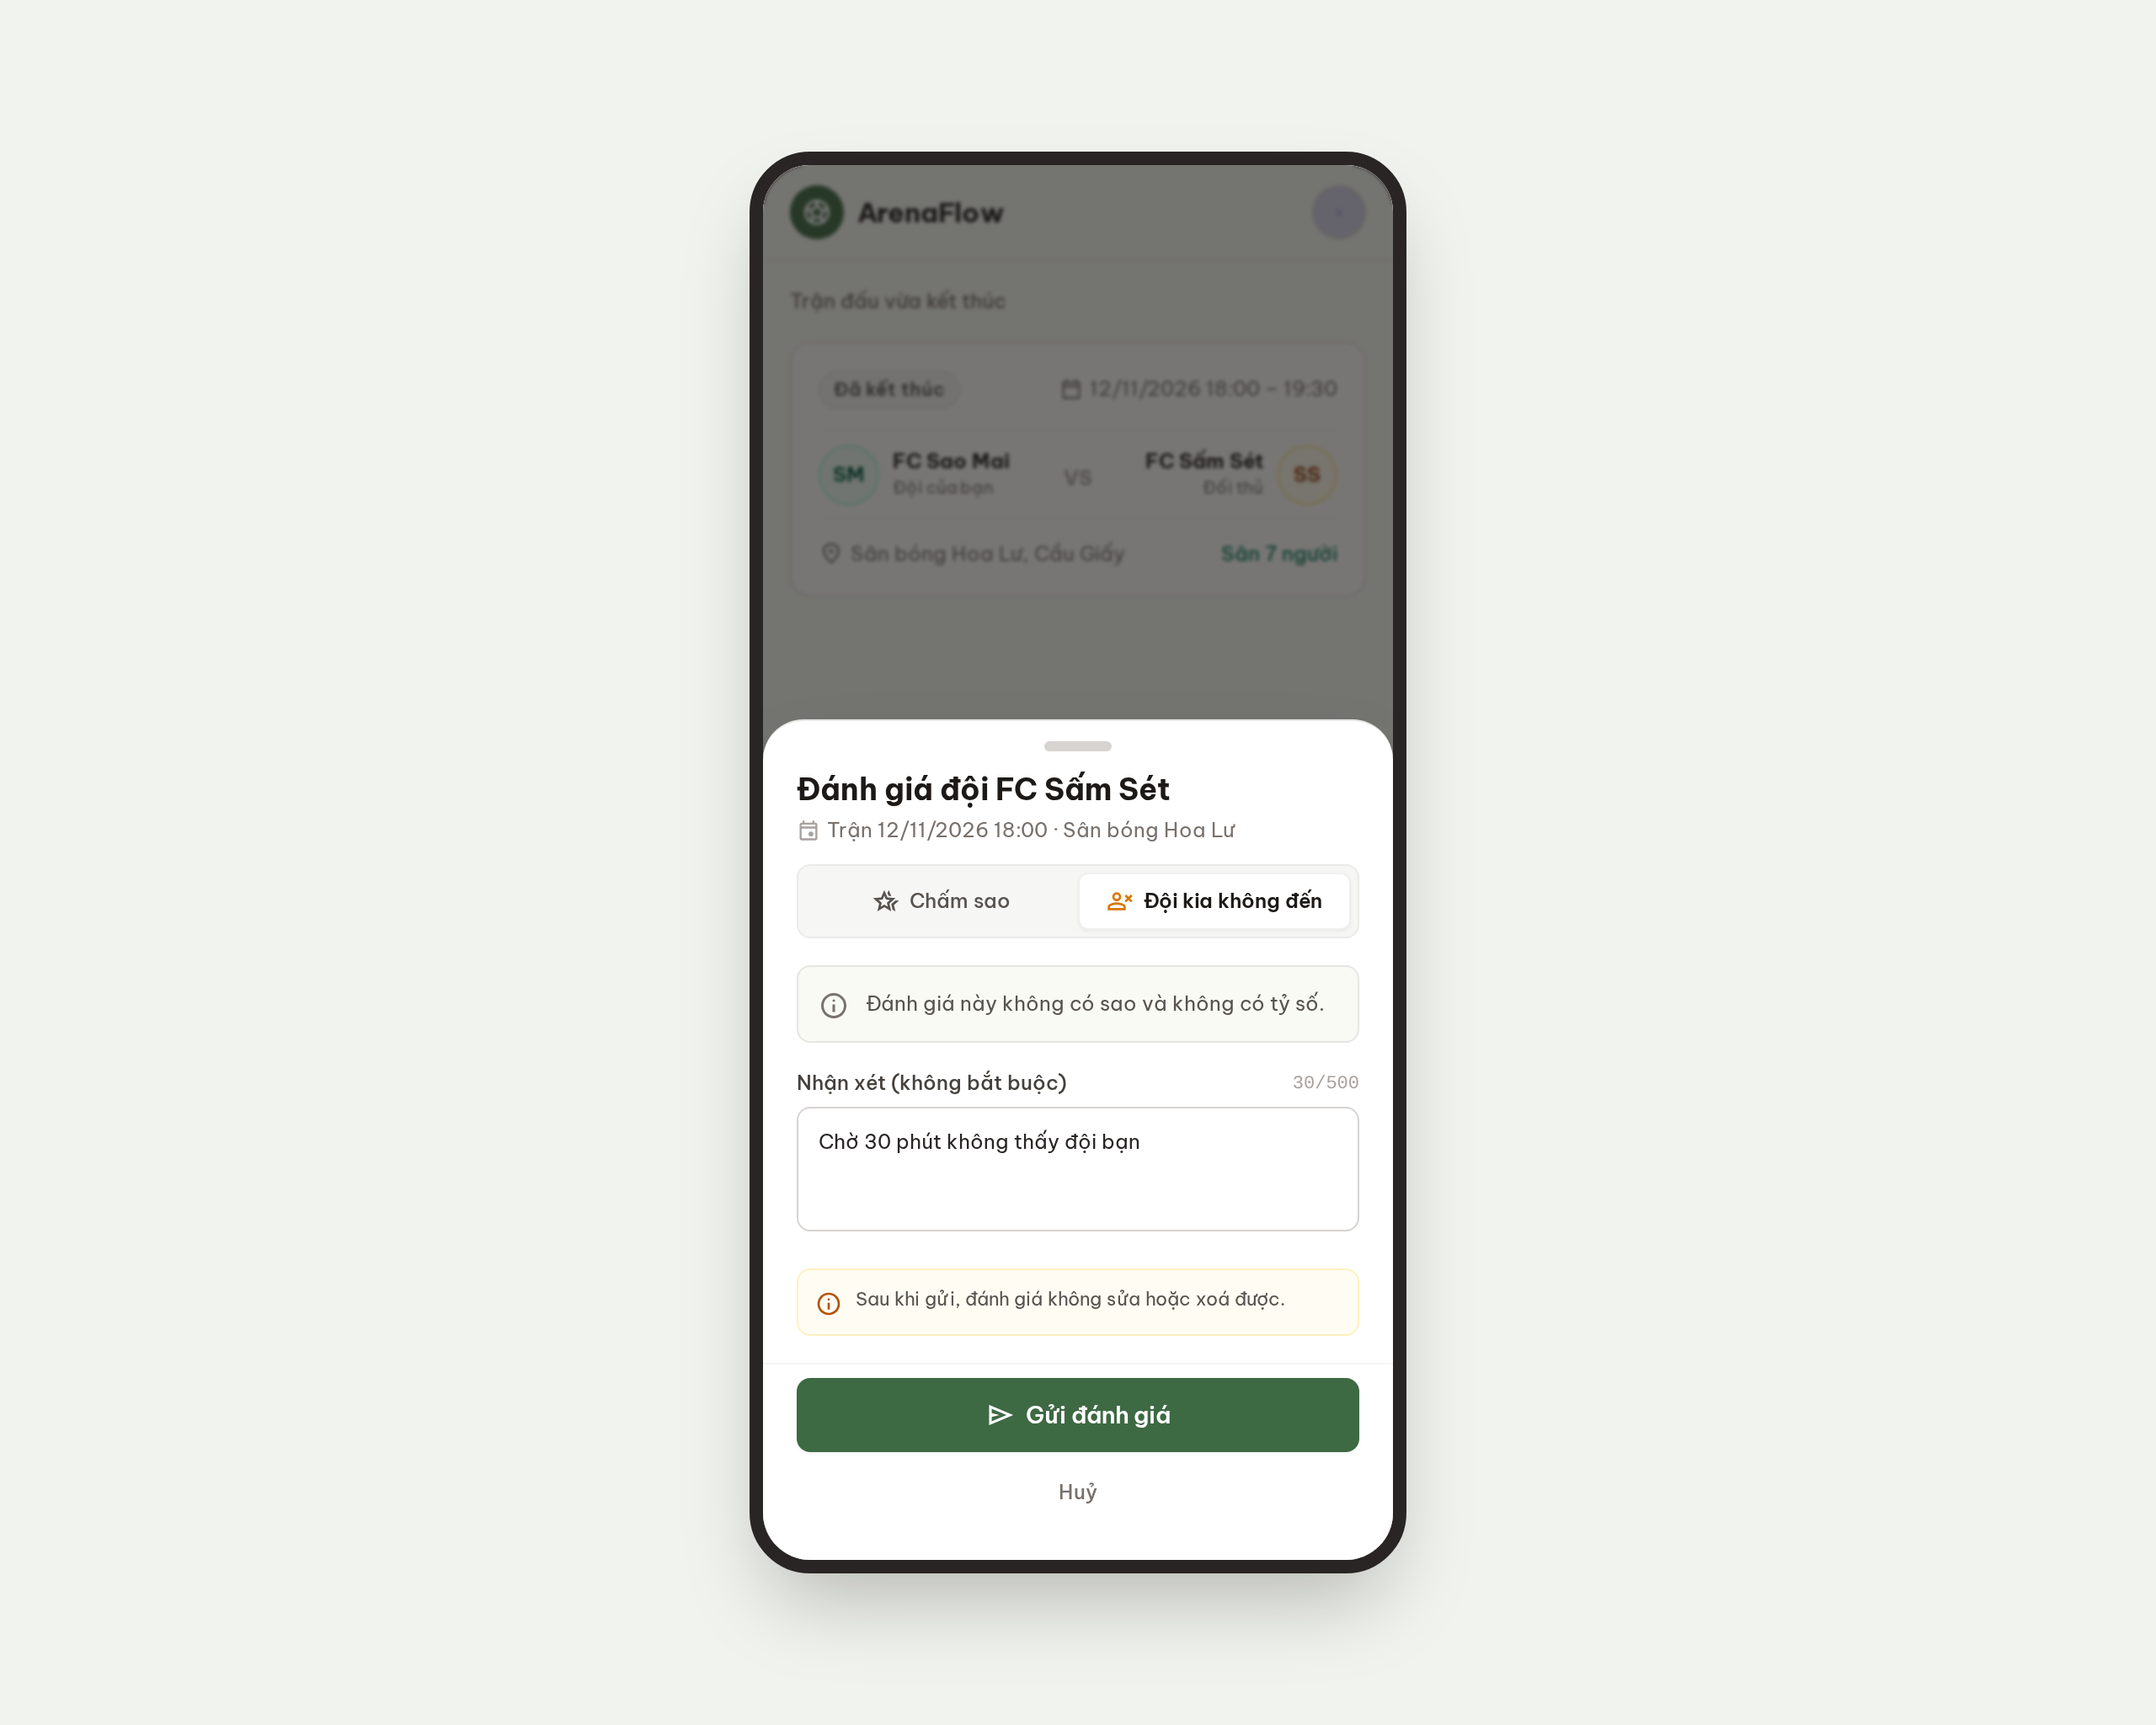 ArenaFlow
Trận đấu vừa kết thúc
Đã kết thúc
12/11/2026 18:00 – 19:30
SM
FC Sao Mai
Đội của bạn
VS
FC Sấm Sét
Đối thủ
SS
Sân bóng Hoa Lư, Cầu Giấy
Sân 7 người
Đánh giá đội FC Sấm Sét
Trận 12/11/2026 18:00 · Sân bóng Hoa Lư
Chấm sao
Đội kia không đến
Đánh giá này không có sao và không có tỷ số.
Nhận xét (không bắt buộc)
30/500
Chờ 30 phút không thấy đội bạn
Sau khi gửi, đánh giá không sửa hoặc xoá được.
Gửi đánh giá
Huỷ